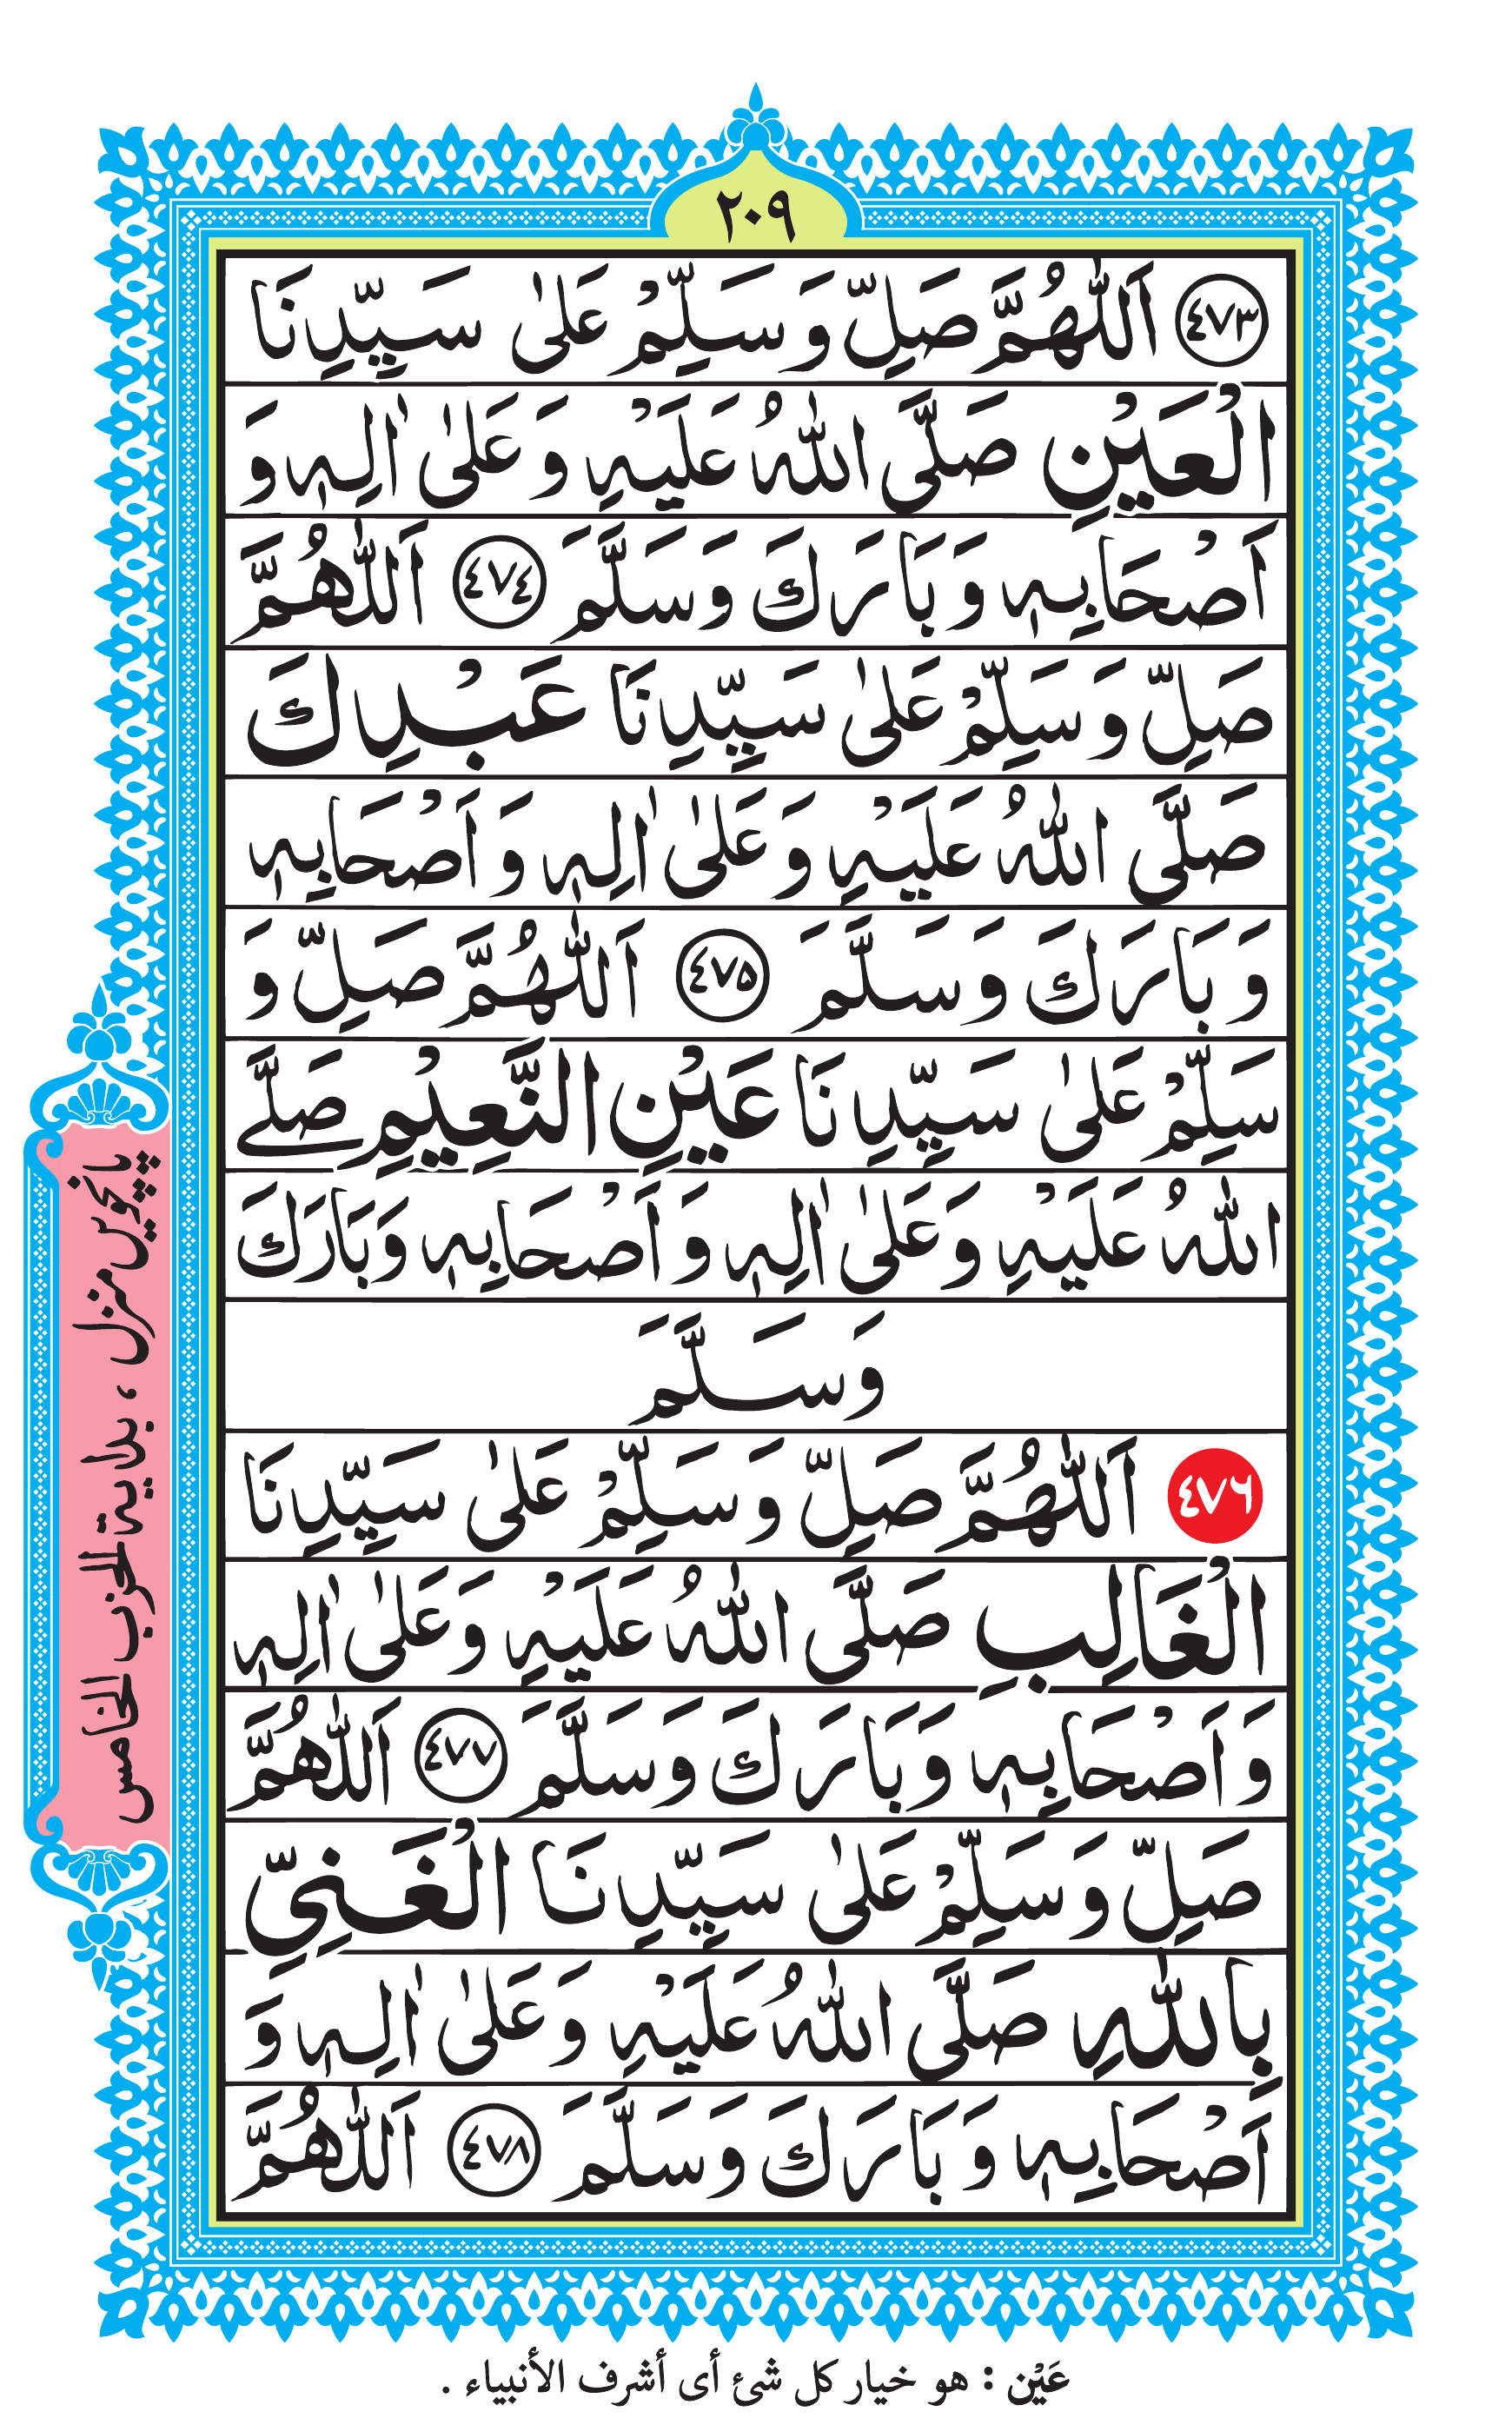 ٢٠٩
٤٧٣ اَللّٰهُمَّ صَلِّ وَسَلِّمْ عَلٰى سَيِّدِنَا
الْعَيْنِ صَلَّى اللّٰهُ عَلَيْهِ وَعَلٰى اٰلِهٖ وَ
اَصْحَابِهٖ وَبَارَكَ وَسَلَّمَ ٤٧٤ اَللّٰهُمَّ
صَلِّ وَسَلِّمْ عَلٰى سَيِّدِنَا عَبْدِكَ
صَلَّى اللّٰهُ عَلَيْهِ وَعَلٰى اٰلِهٖ وَاَصْحَابِهٖ
وَبَارَكَ وَسَلَّمَ ٤٧٥ اَللّٰهُمَّ صَلِّ وَ
سَلِّمْ عَلٰى سَيِّدِنَا عَيْنِ النَّعِيْمِ صَلَّے
اللّٰهُ عَلَيْهِ وَعَلٰى اٰلِهٖ وَاَصْحَابِهٖ وَبَارَكَ
وَسَلَّمَ
٤٧٦ اَللّٰهُمَّ صَلِّ وَسَلِّمْ عَلٰى سَيِّدِنَا
الْغَالِبِ صَلَّى اللّٰهُ عَلَيْهِ وَعَلٰى اٰلِهٖ
وَاَصْحَابِهٖ وَبَارَكَ وَسَلَّمَ ٤٧٧ اَللّٰهُمَّ
صَلِّ وَسَلِّمْ عَلٰى سَيِّدِنَا الْغَنِيِّ
بِاللّٰهِ صَلَّى اللّٰهُ عَلَيْهِ وَعَلٰى اٰلِهٖ وَ
اَصْحَابِهٖ وَبَارَكَ وَسَلَّمَ ٤٧٨ اَللّٰهُمَّ
پانچویں منزل ، بداية الحزب الخامس
عَيْن : هو خيار كل شئ أى أشرف الأنبياء .